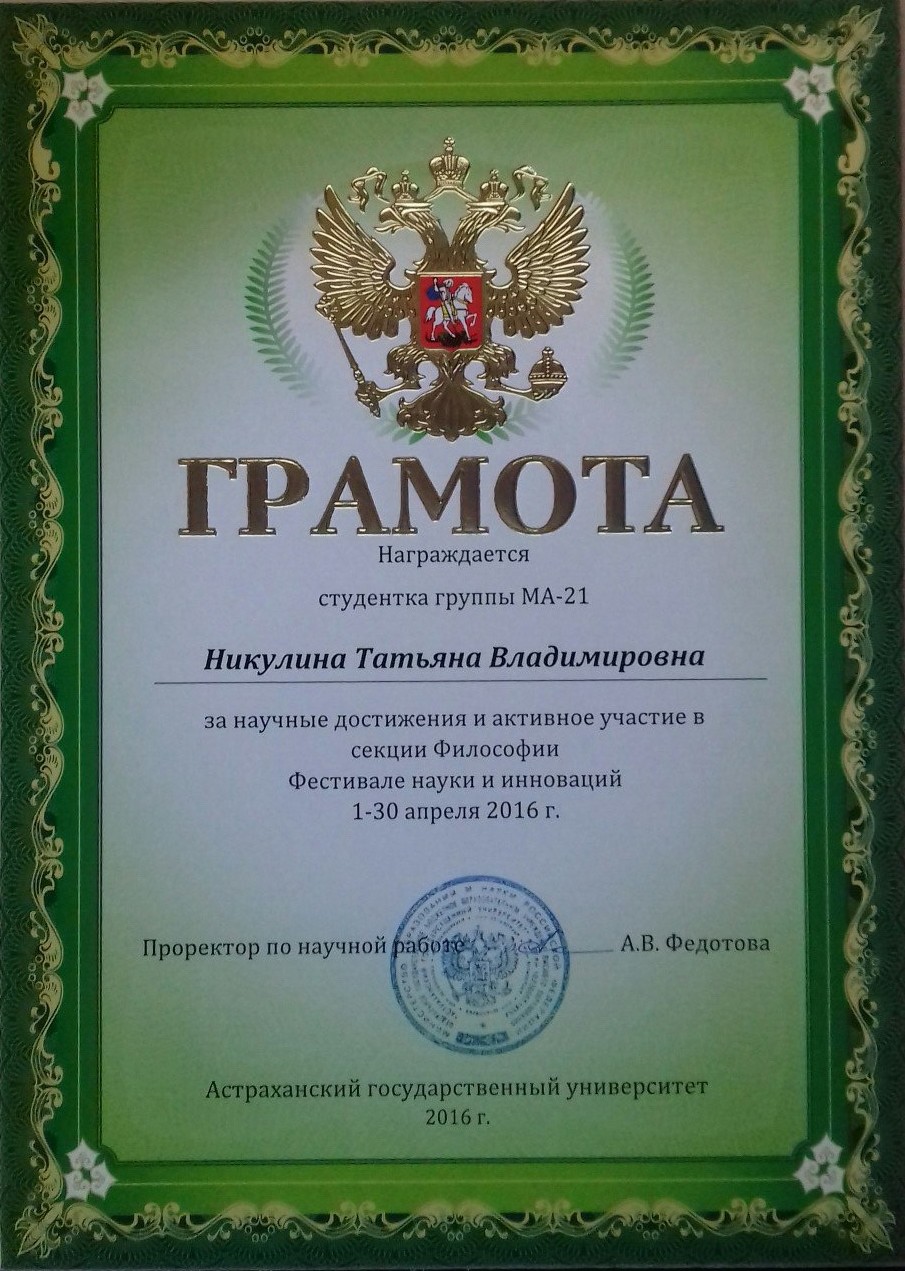 ГРАМОТА
Награждается
студентка группы МА-21
Никулина Татьяна Владимировна
за научные достижения и активное участие в
секции Философии
Фестивале науки и инноваций
1-30 апреля 2016 г.
Проректор по научной работе А.В. Федотова
Астраханский государственный университет
2016 г.